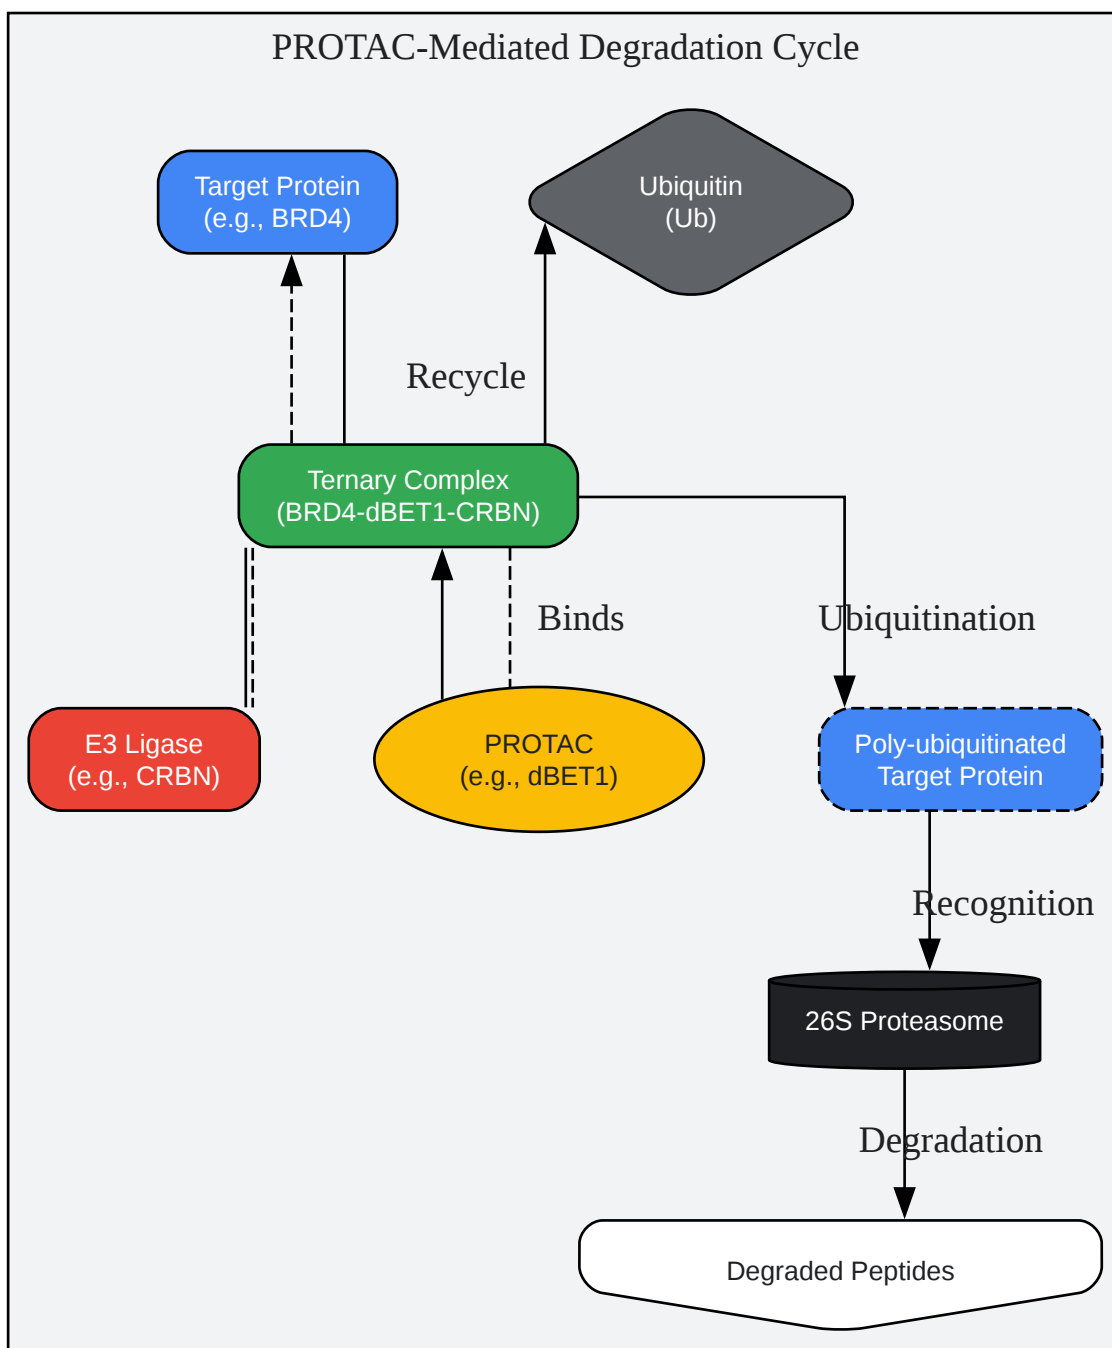 PROTAC-Mediated Degradation Cycle
Target Protein
(e.g., BRD4)
Ubiquitin
(Ub)
Recycle
Ternary Complex
(BRD4-dBET1-CRBN)
Binds
Ubiquitination
E3 Ligase
(e.g., CRBN)
PROTAC
(e.g., dBET1)
Poly-ubiquitinated
Target Protein
Recognition
26S Proteasome
Degradation
Degraded Peptides